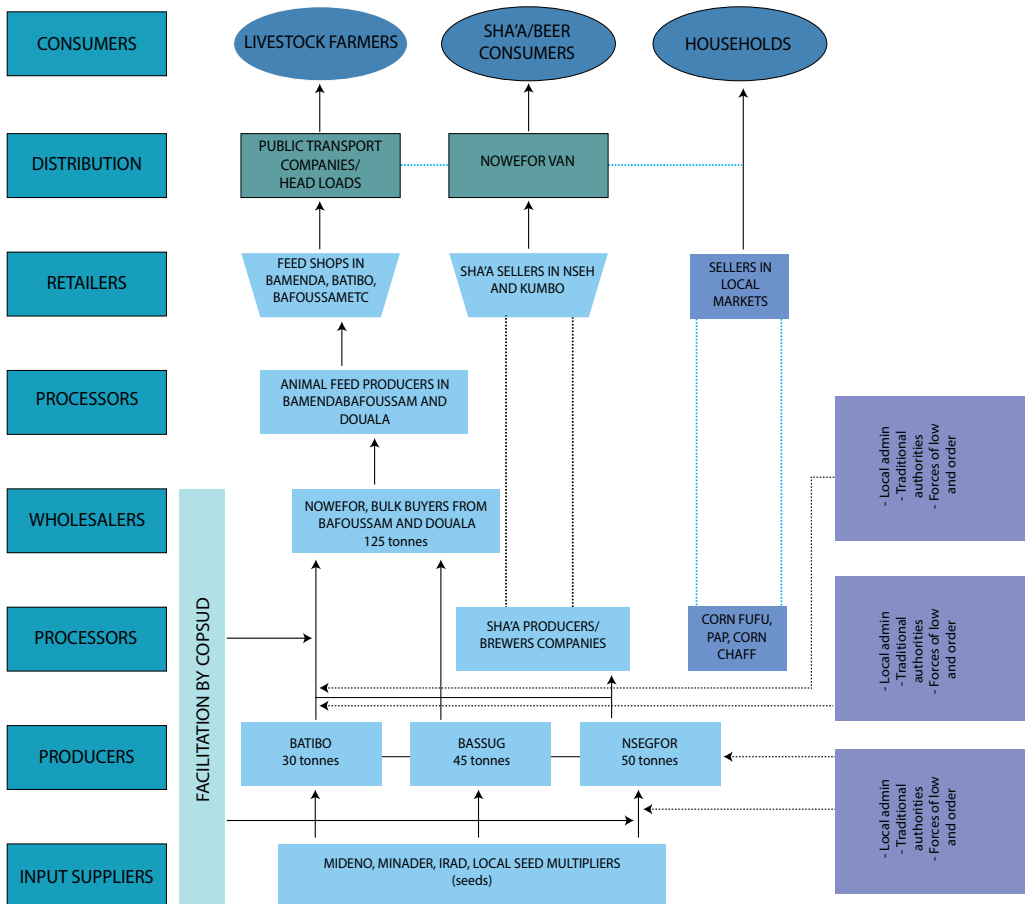 CONSUMERS
LIVESTOCK FARMERS
SHA'A/BEER
CONSUMERS
HOUSEHOLDS
DISTRIBUTION
PUBLIC TRANSPORT
COMPANIES/
HEAD LOADS
NOWEFOR VAN
RETAILERS
FEED SHOPS IN
BAMENDA, BATIBO,
BAFOUSSAMETC
SHA'A SELLERS IN NSEH
AND KUMBO
SELLERS IN
LOCAL
MARKETS
PROCESSORS
ANIMAL FEED PRODUCERS IN
BAMENDABAFOUSSAM AND
DOUALA
- Local admin
- Traditional
authorities
- Forces of low
and order
WHOLESALERS
NOWEFOR, BULK BUYERS FROM
BAFOUSSAM AND DOUALA
125 tonnes
FACILITATION BY COPSUD
PROCESSORS
SHA'A PRODUCERS/
BREWERS COMPANIES
CORN FUFU,
PAP, CORN
CHAFF
- Local admin
- Traditional
authorities
- Forces of low
and order
PRODUCERS
BATIBO
30 tonnes
BASSUG
45 tonnes
NSEGFOR
50 tonnes
- Local admin
- Traditional
authorities
- Forces of low
and order
INPUT SUPPLIERS
MIDENO, MINADER, IRAD, LOCAL SEED MULTIPLIERS
(seeds)